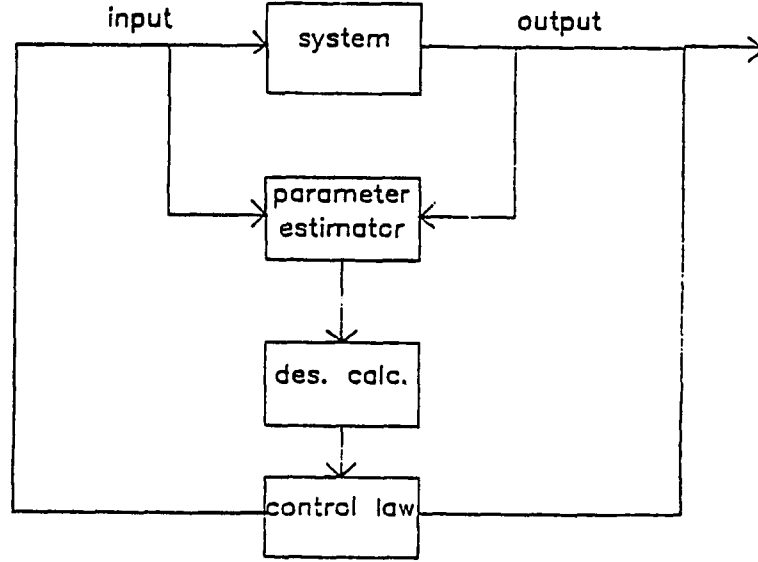 input
system
output
parameter
estimator
des. calc.
control law